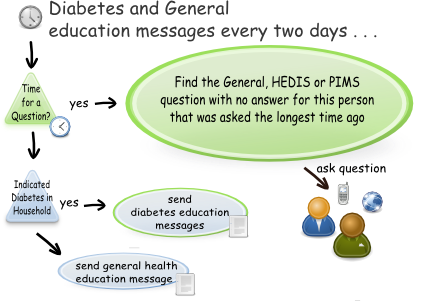 Diabetes and General
education messages every two days . . .
Time
for a
Question?
yes
Find the General, HEDIS or PIMS
question with no answer for this person
that was asked the longest time ago
ask question
Indicated
Diabetes in
Household
yes
send
diabetes education
messages
send general health
education message